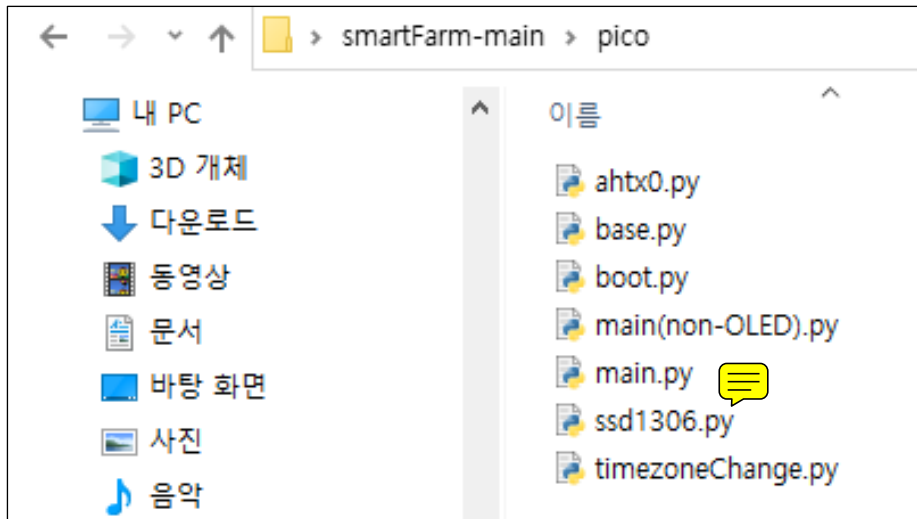 smartFarm-main > pico
내 PC
3D 개체
다운로드
동영상
문서
바탕 화면
사진
음악
이름
ahtx0.py
base.py
boot.py
main(non-OLED).py
main.py
ssd1306.py
timezoneChange.py